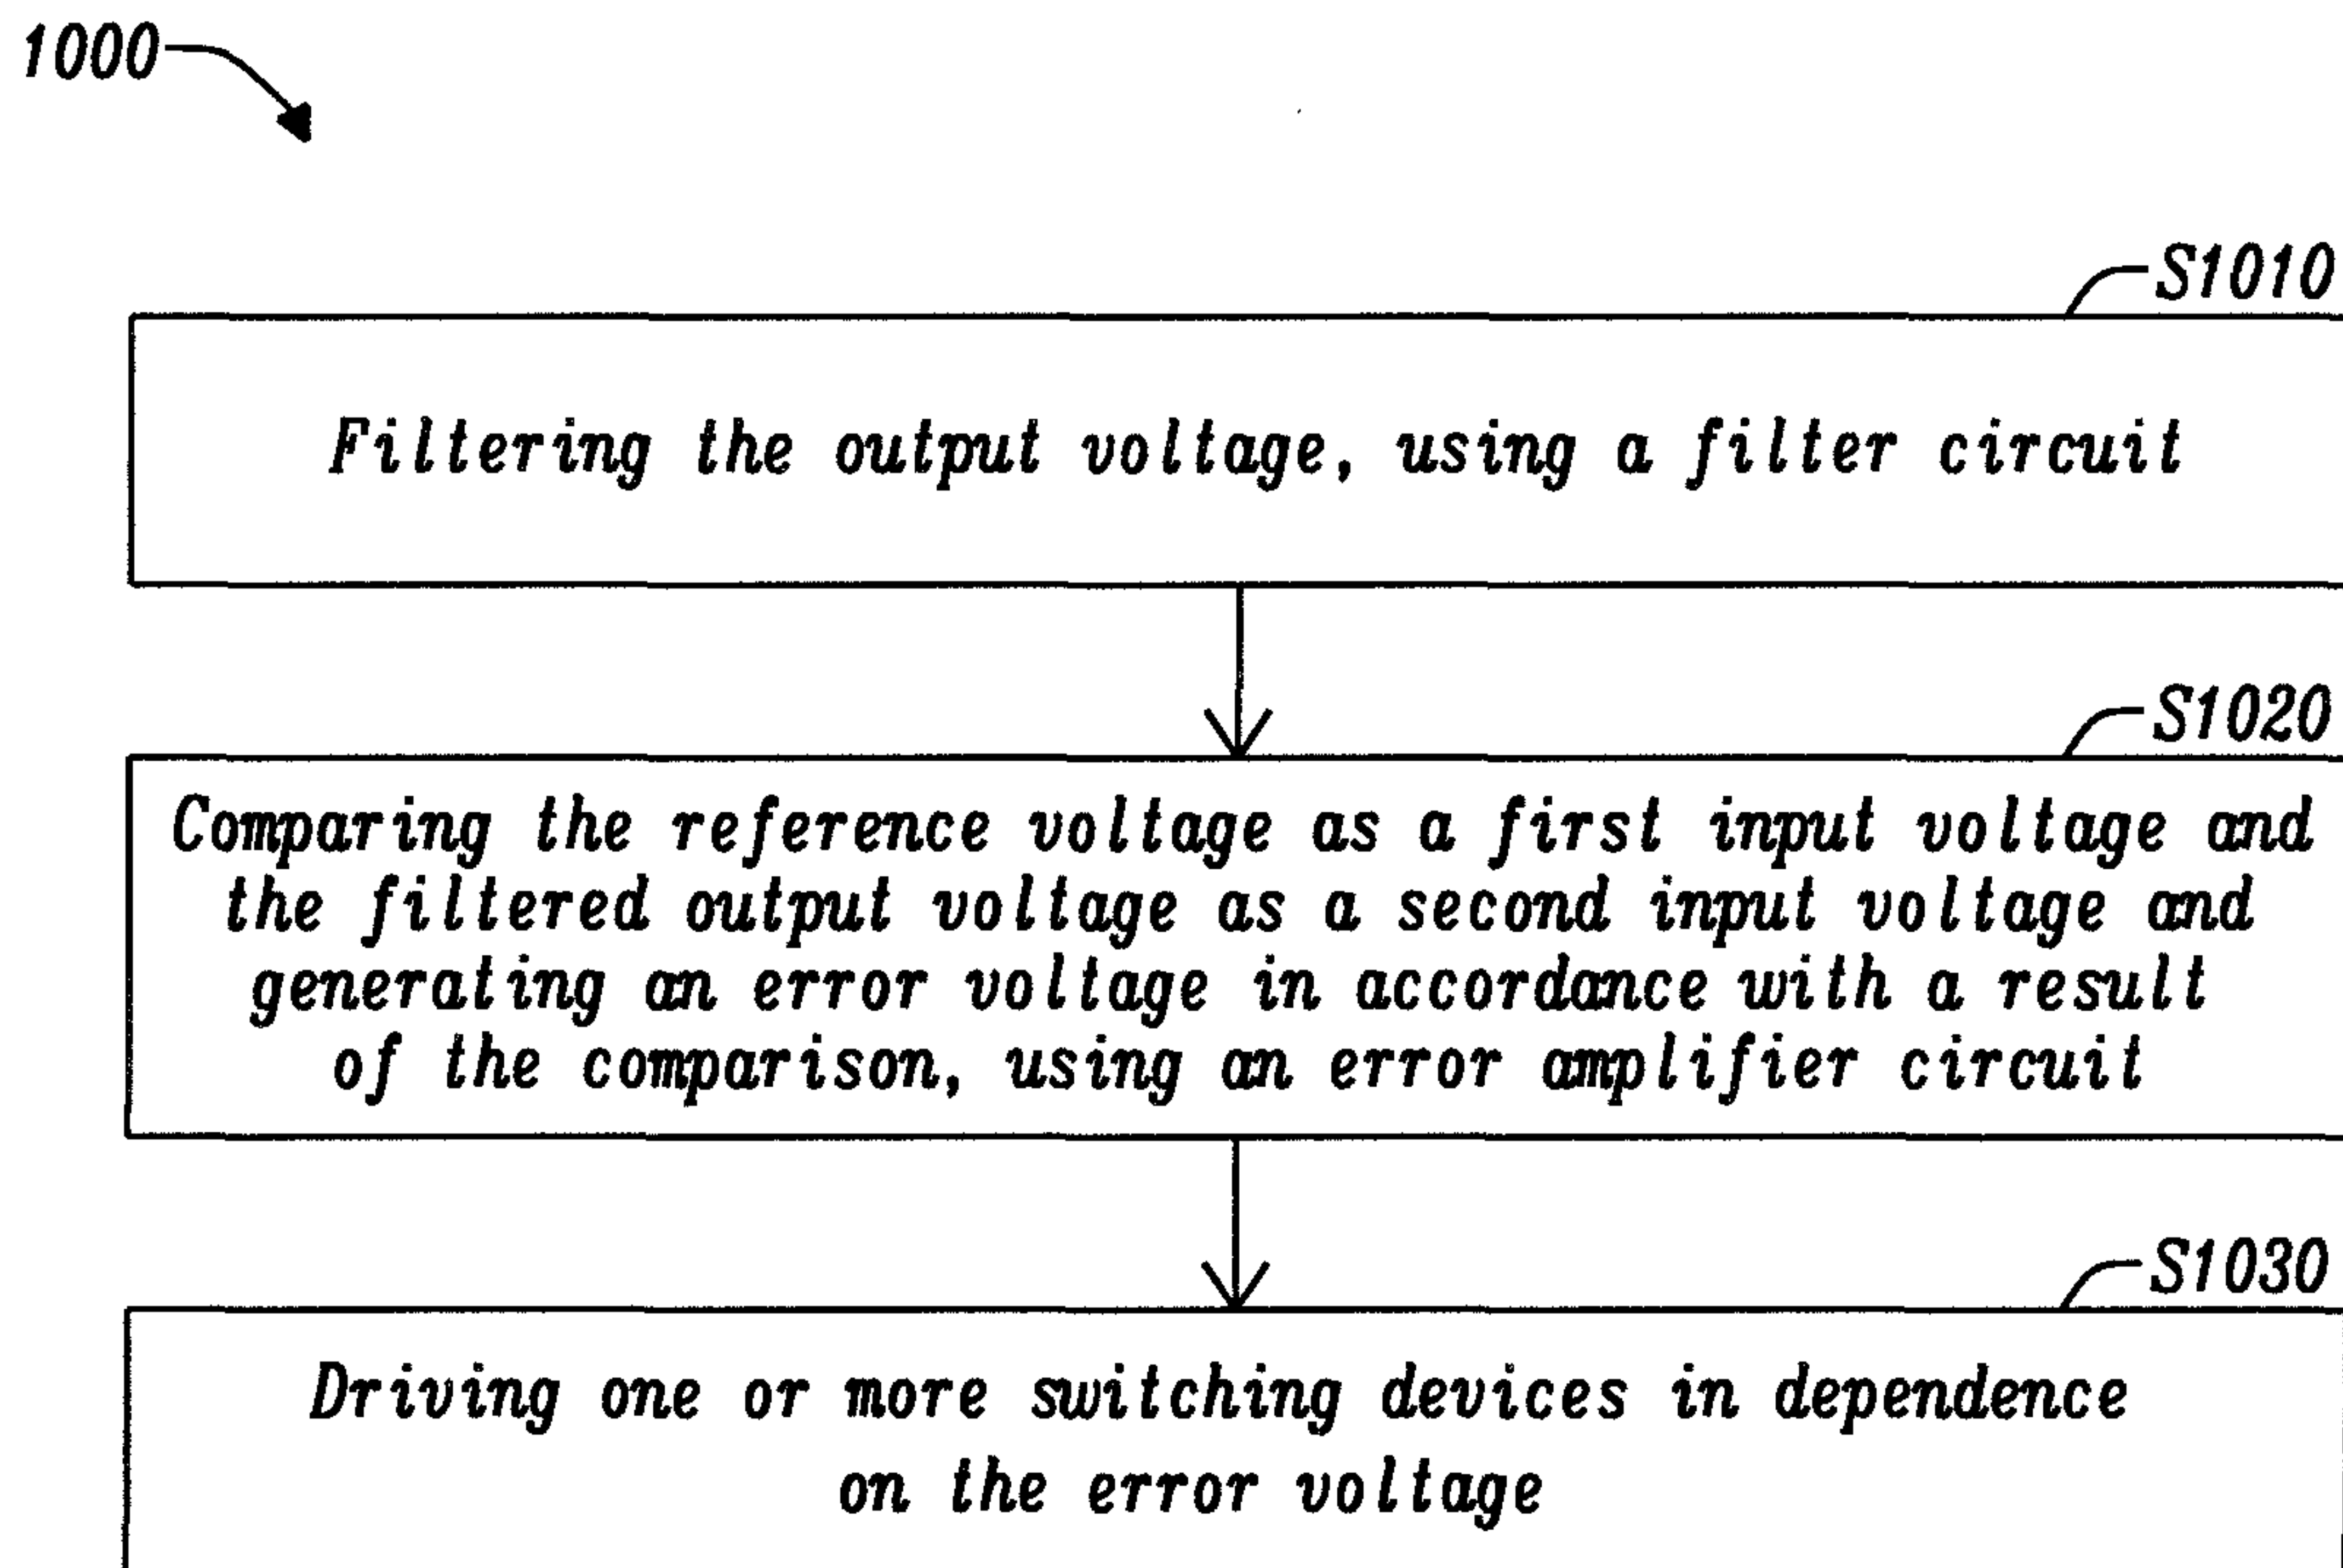 1000
S1010
Filtering the output voltage, using a filter circuit
S1020
Comparing the reference voltage as a first input voltage and
the filtered output voltage as a second input voltage and
generating an error voltage in accordance with a result
of the comparison, using an error amplifier circuit
S1030
Driving one or more switching devices in dependence
on the error voltage